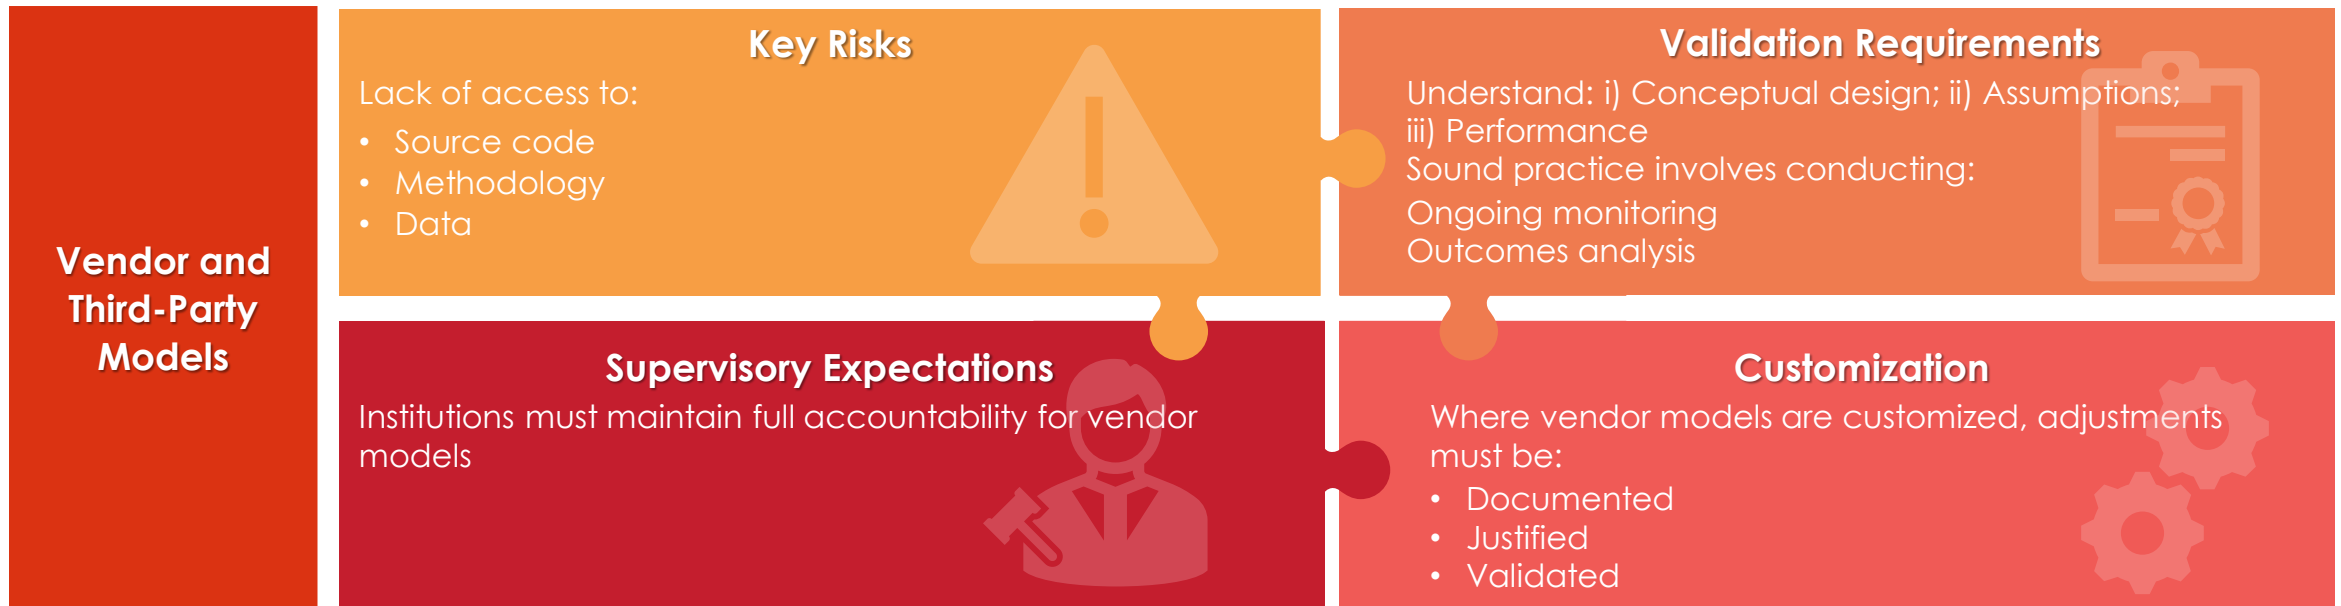 Vendor and
Third-Party
Models
Key Risks
Lack of access to:
• Source code
• Methodology
• Data
Validation Requirements
Understand: i) Conceptual design; ii) Assumptions;
iii) Performance
Sound practice involves conducting:
Ongoing monitoring
Outcomes analysis
Supervisory Expectations
Institutions must maintain full accountability for vendor
models
Customization
Where vendor models are customized, adjustments
must be:
• Documented
• Justified
• Validated